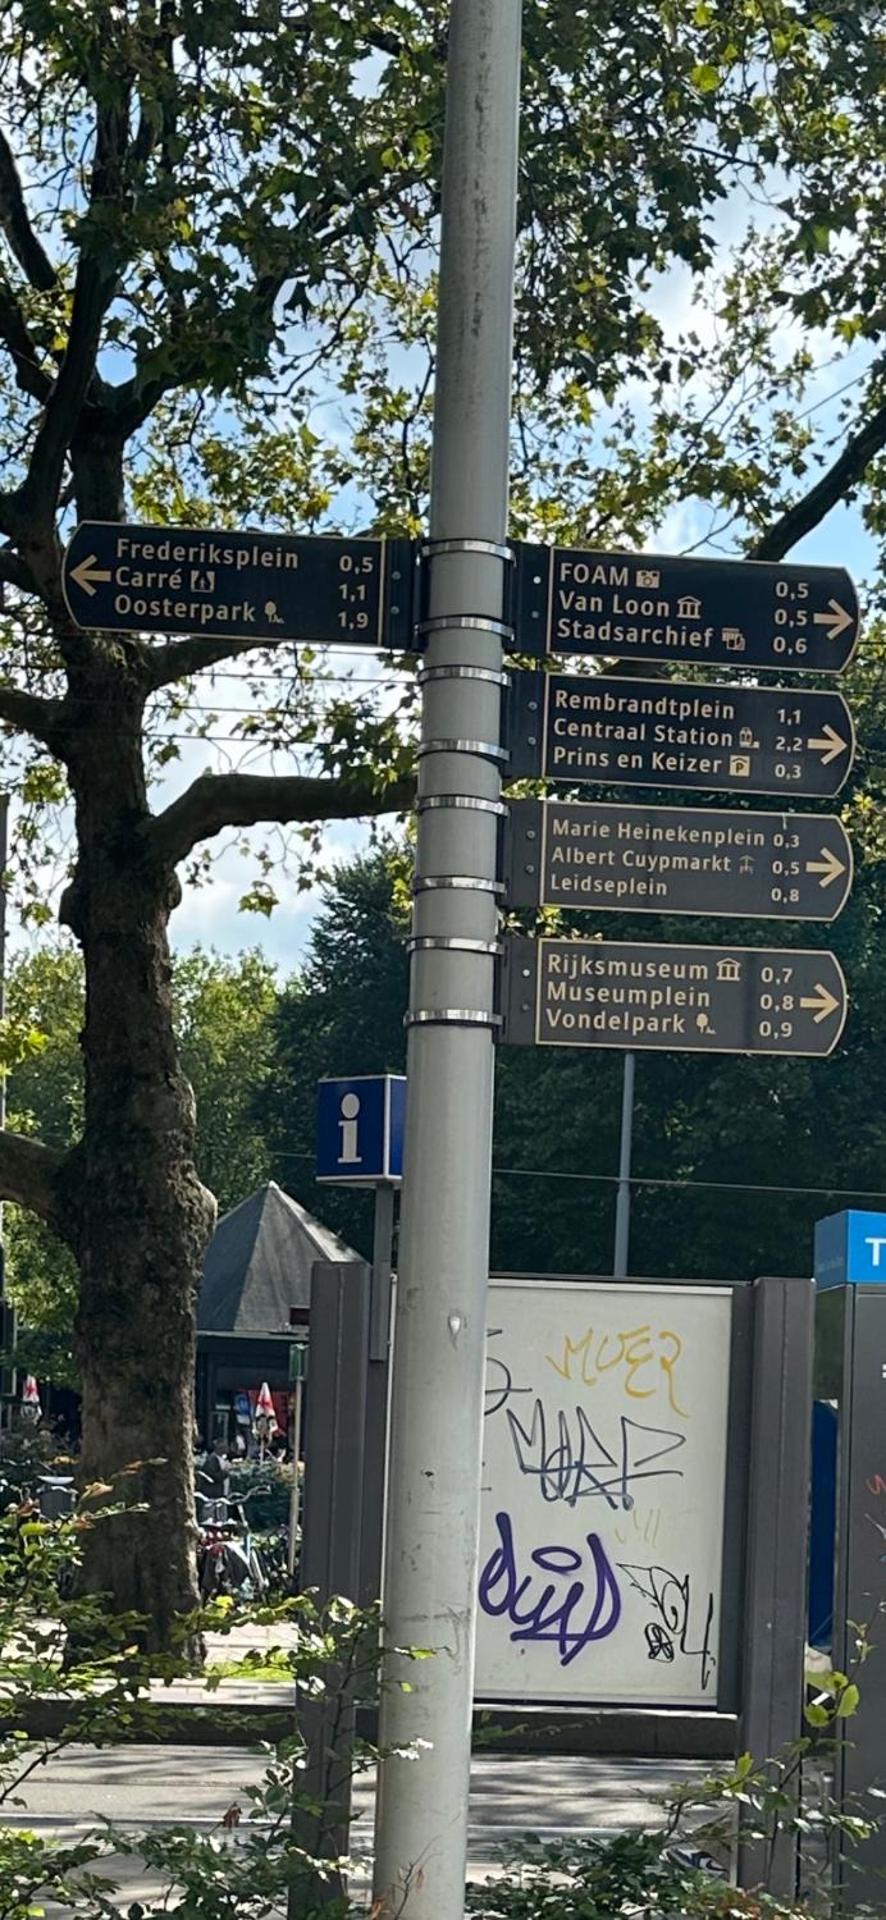 Frederiksplein 0,5
Carré 1,1
Oosterpark 1,9
FOAM 0,5
Van Loon 0,5
Stadsarchief 0,6
Rembrandtplein 1,1
Centraal Station 2,2
Prins en Keizer P 0,3
Marie Heinekenplein 0,3
Albert Cuypmarkt 0,5
Leidseplein 0,8
Rijksmuseum 0,7
Museumplein 0,8
Vondelpark 0,9
i
T
MUER